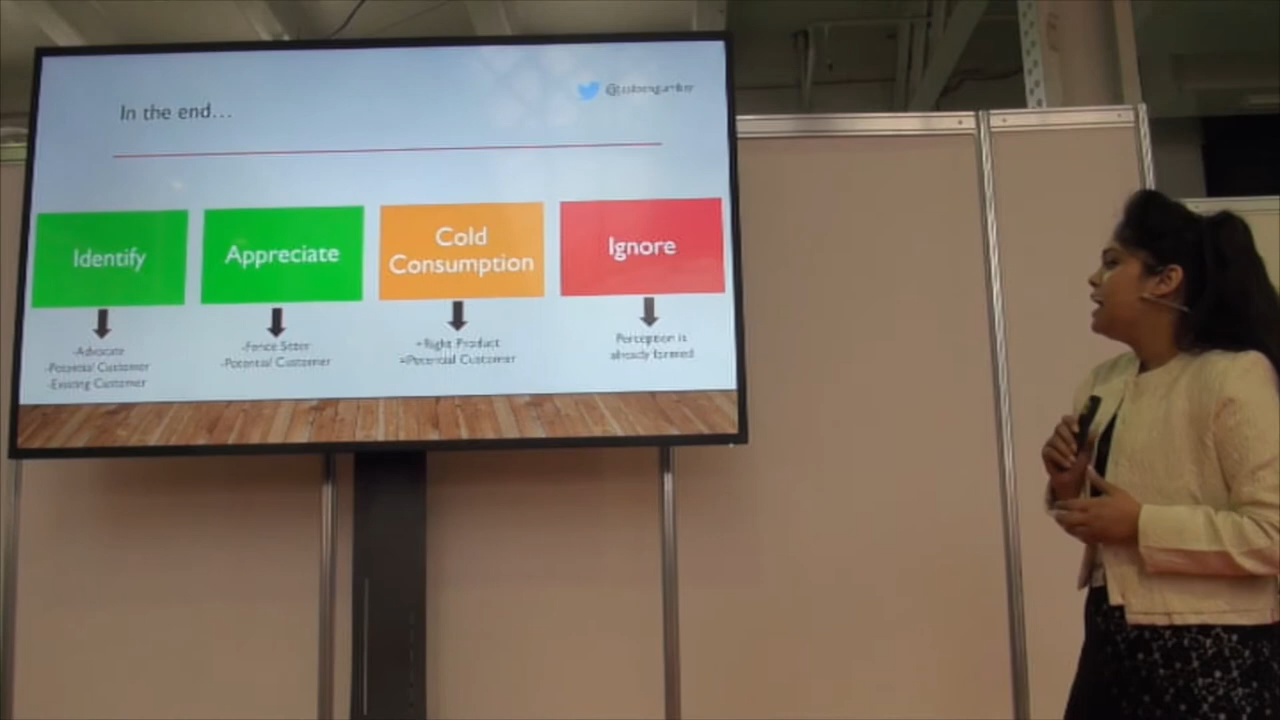 In the end...
Identify
Appreciate
Cold
Consumption
Ignore
-Advocate
-Potential Customer
-Existing Customer
-Fence Sitter
-Potential Customer
+Right Product
=Potential Customer
Perception is
already formed